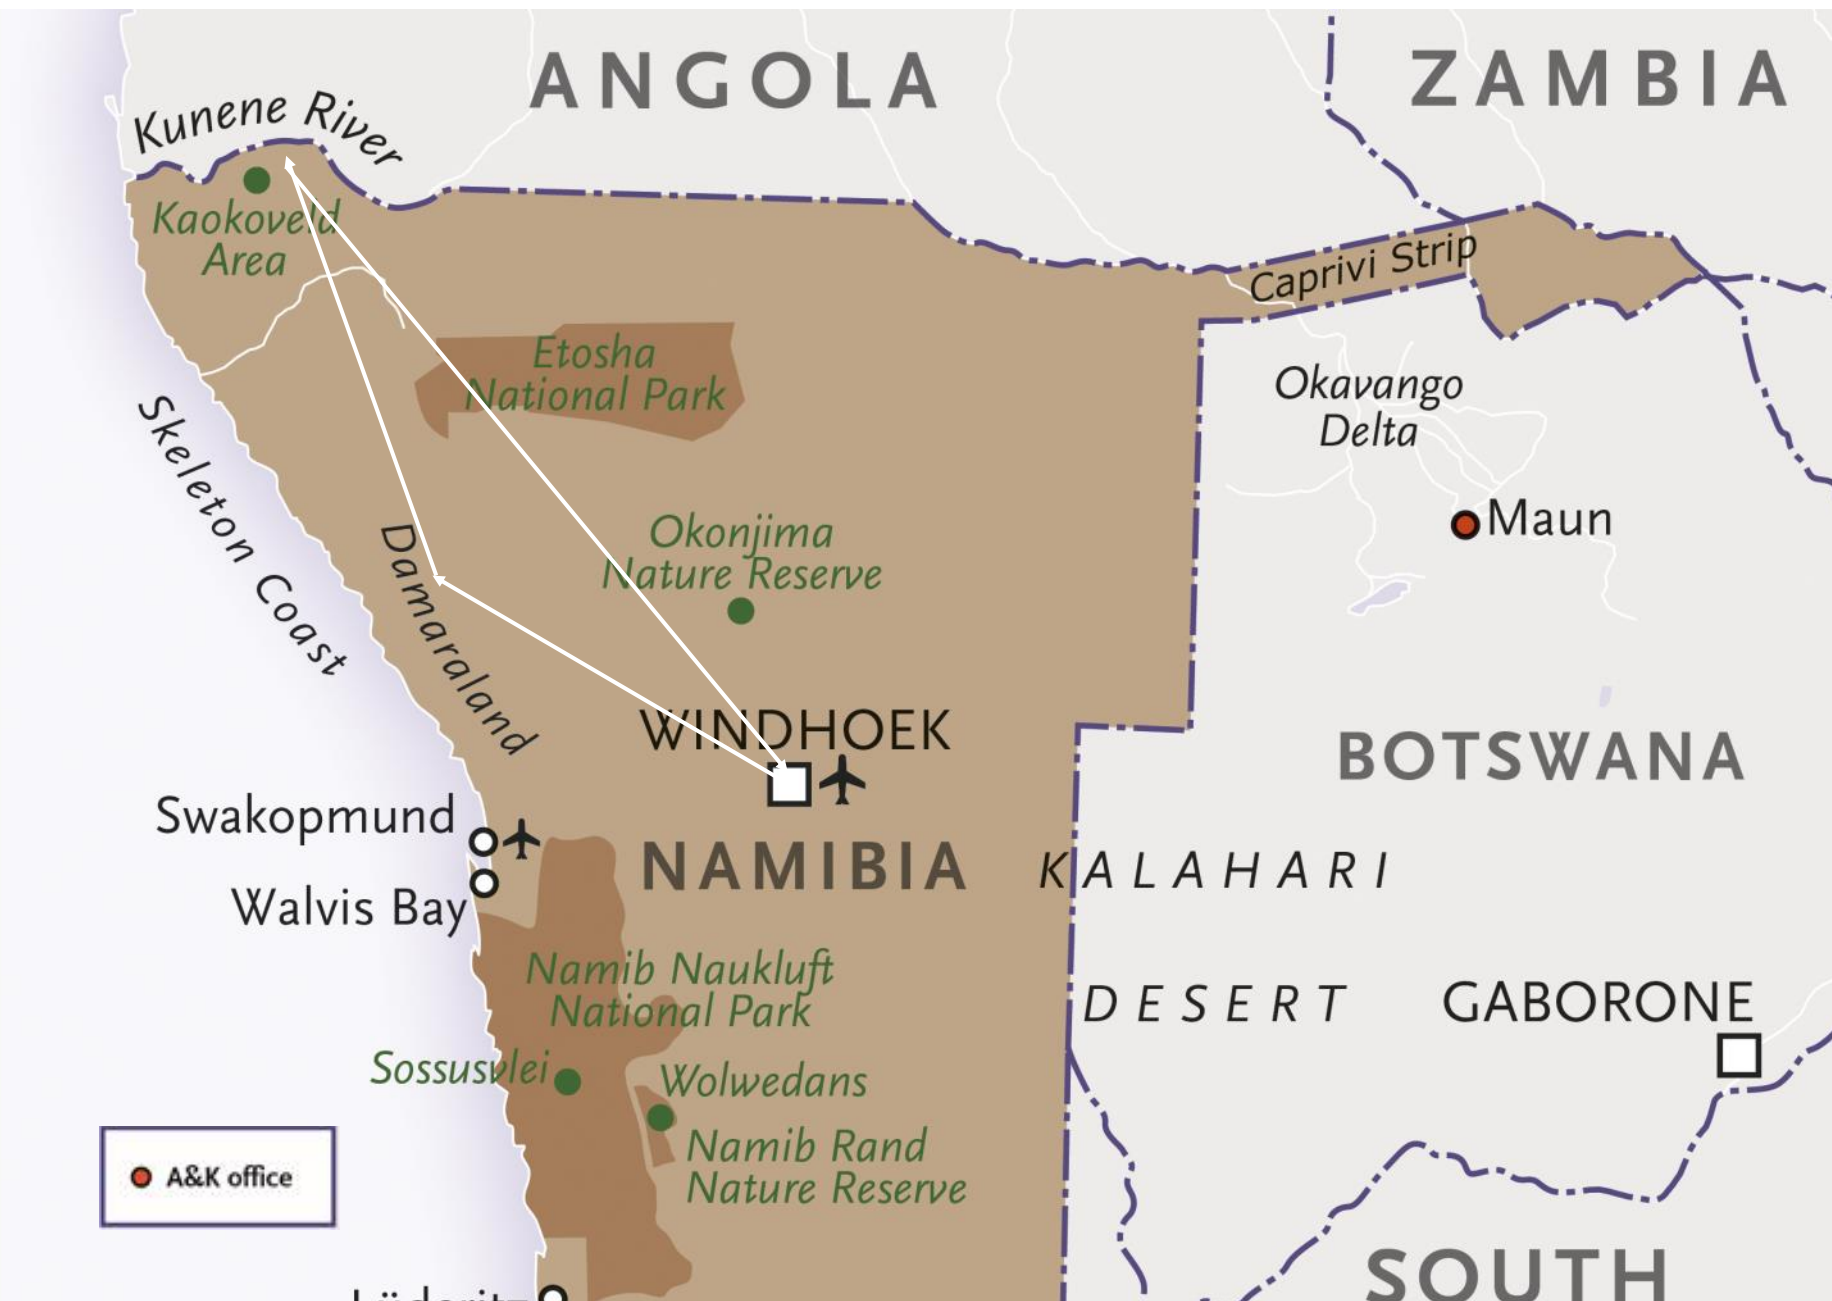 ANGOLA
ZAMBIA
Kunene River
Kaokoveld
Area
Caprivi Strip
Etosha
National Park
Okavango
Delta
Skeleton Coast
Damaraland
Okonjima
Nature Reserve
Maun
WINDHOEK
BOTSWANA
Swakopmund
NAMIBIA
KALAHARI
Walvis Bay
Namib Naukluft
National Park
DESERT
GABORONE
Sossusvlei
Wolwedans
Namib Rand
Nature Reserve
A&K office
SOUTH